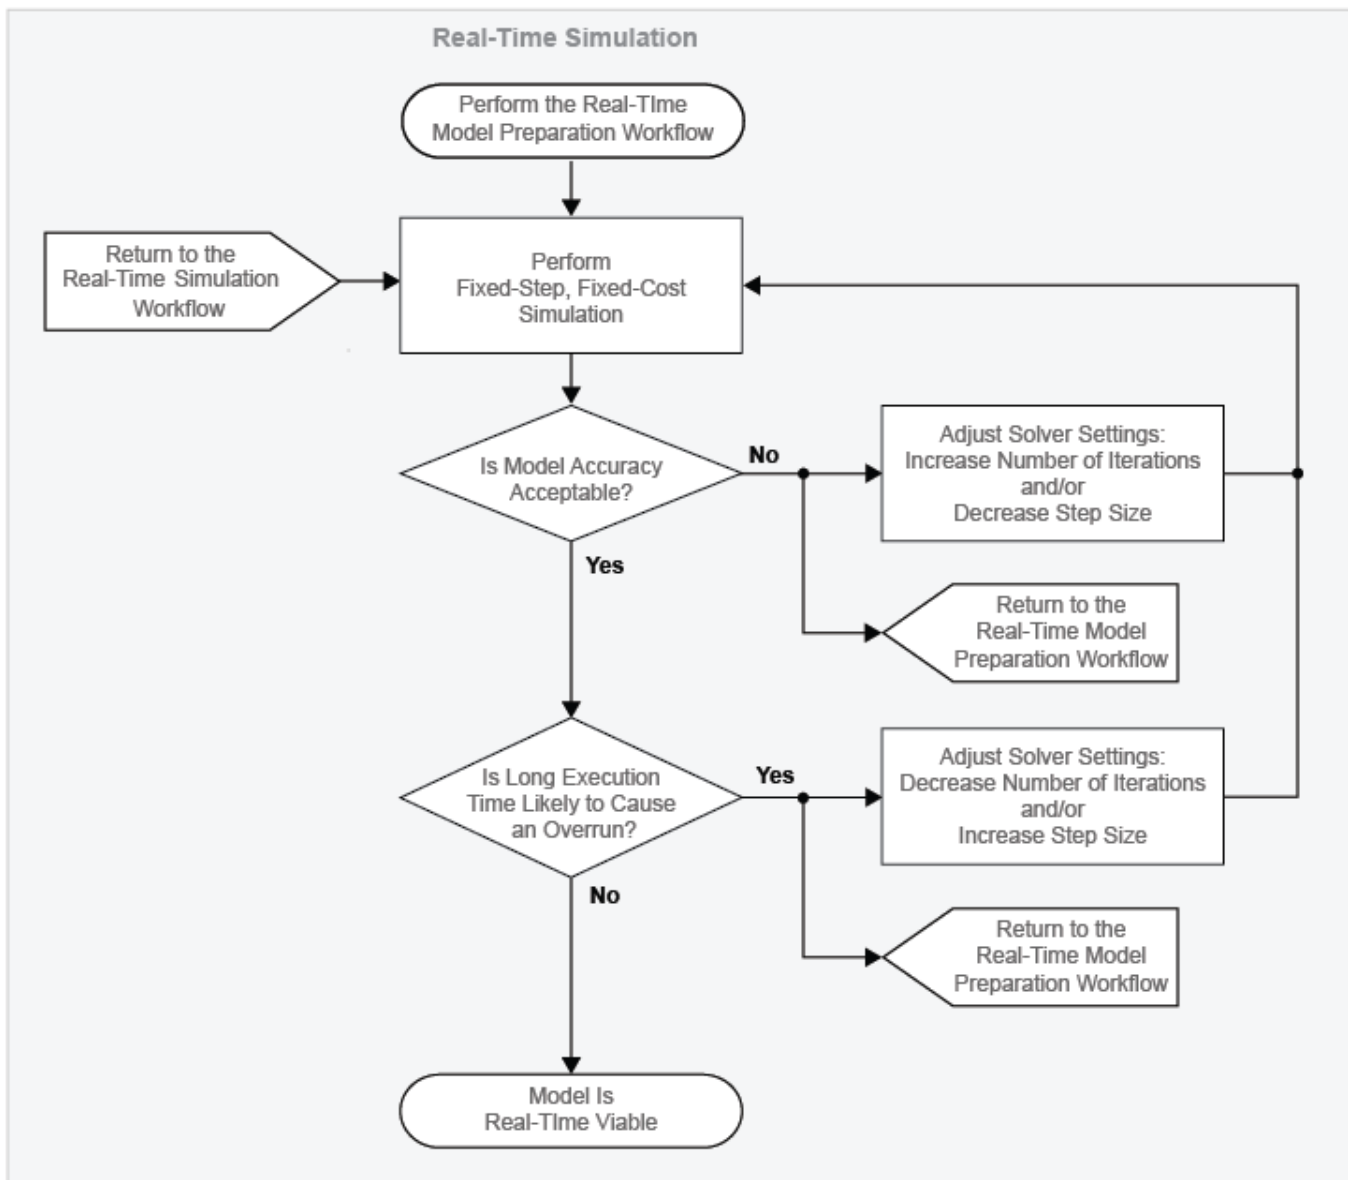 Real-Time Simulation
Perform the Real-TIme
Model Preparation Workflow
Return to the
Real-Time Simulation
Workflow
Perform
Fixed-Step, Fixed-Cost
Simulation
Is Model Accuracy
Acceptable?
No
Adjust Solver Settings:
Increase Number of Iterations
and/or
Decrease Step Size
Yes
Return to the
Real-Time Model
Preparation Workflow
Is Long Execution
Time Likely to Cause
an Overrun?
Yes
Adjust Solver Settings:
Decrease Number of Iterations
and/or
Increase Step Size
No
Return to the
Real-Time Model
Preparation Workflow
Model Is
Real-TIme Viable